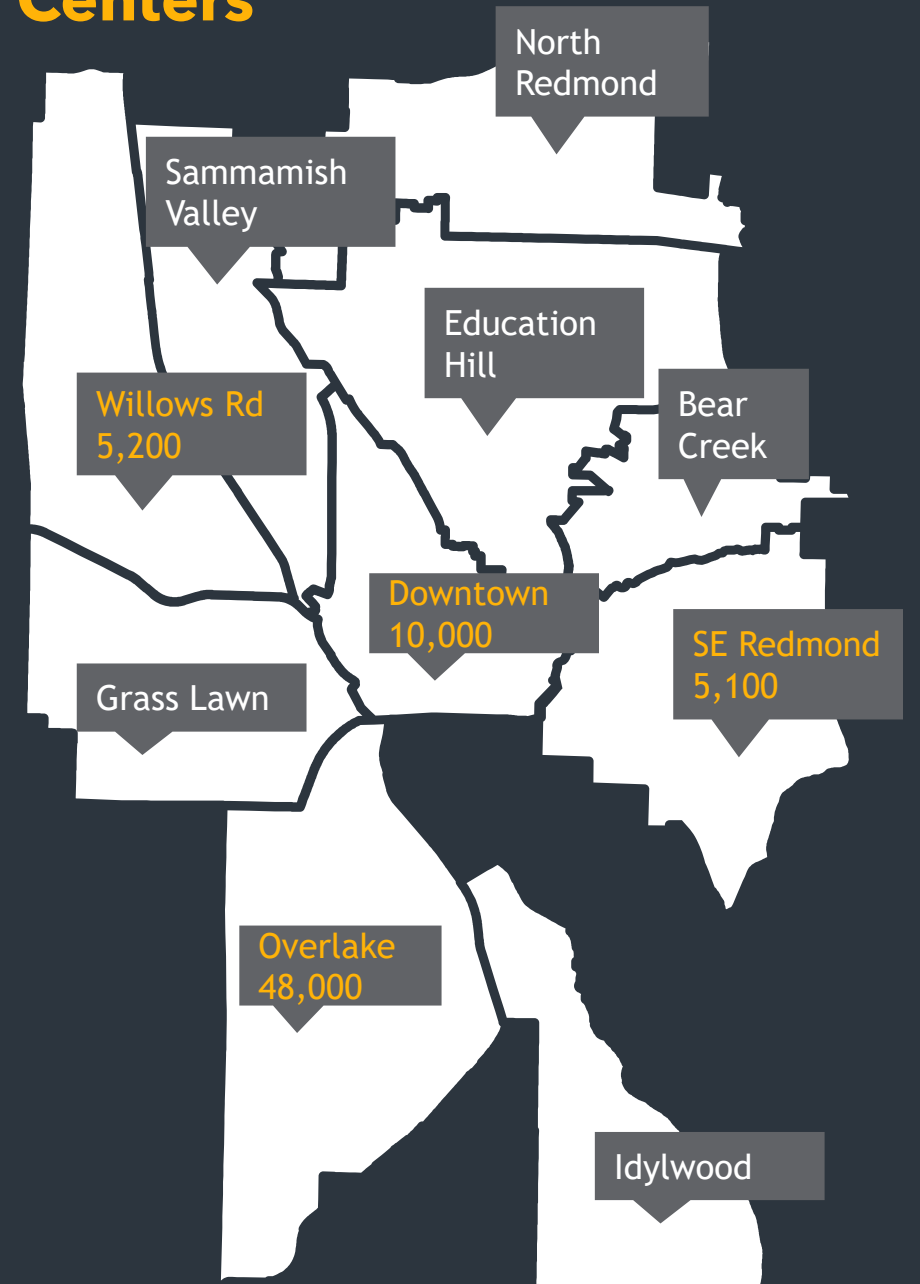 Centers
North
Redmond
Sammamish
Valley
Education
Hill
Willows Rd
5,200
Bear
Creek
Downtown
10,000
SE Redmond
5,100
Grass Lawn
Overlake
48,000
Idylwood